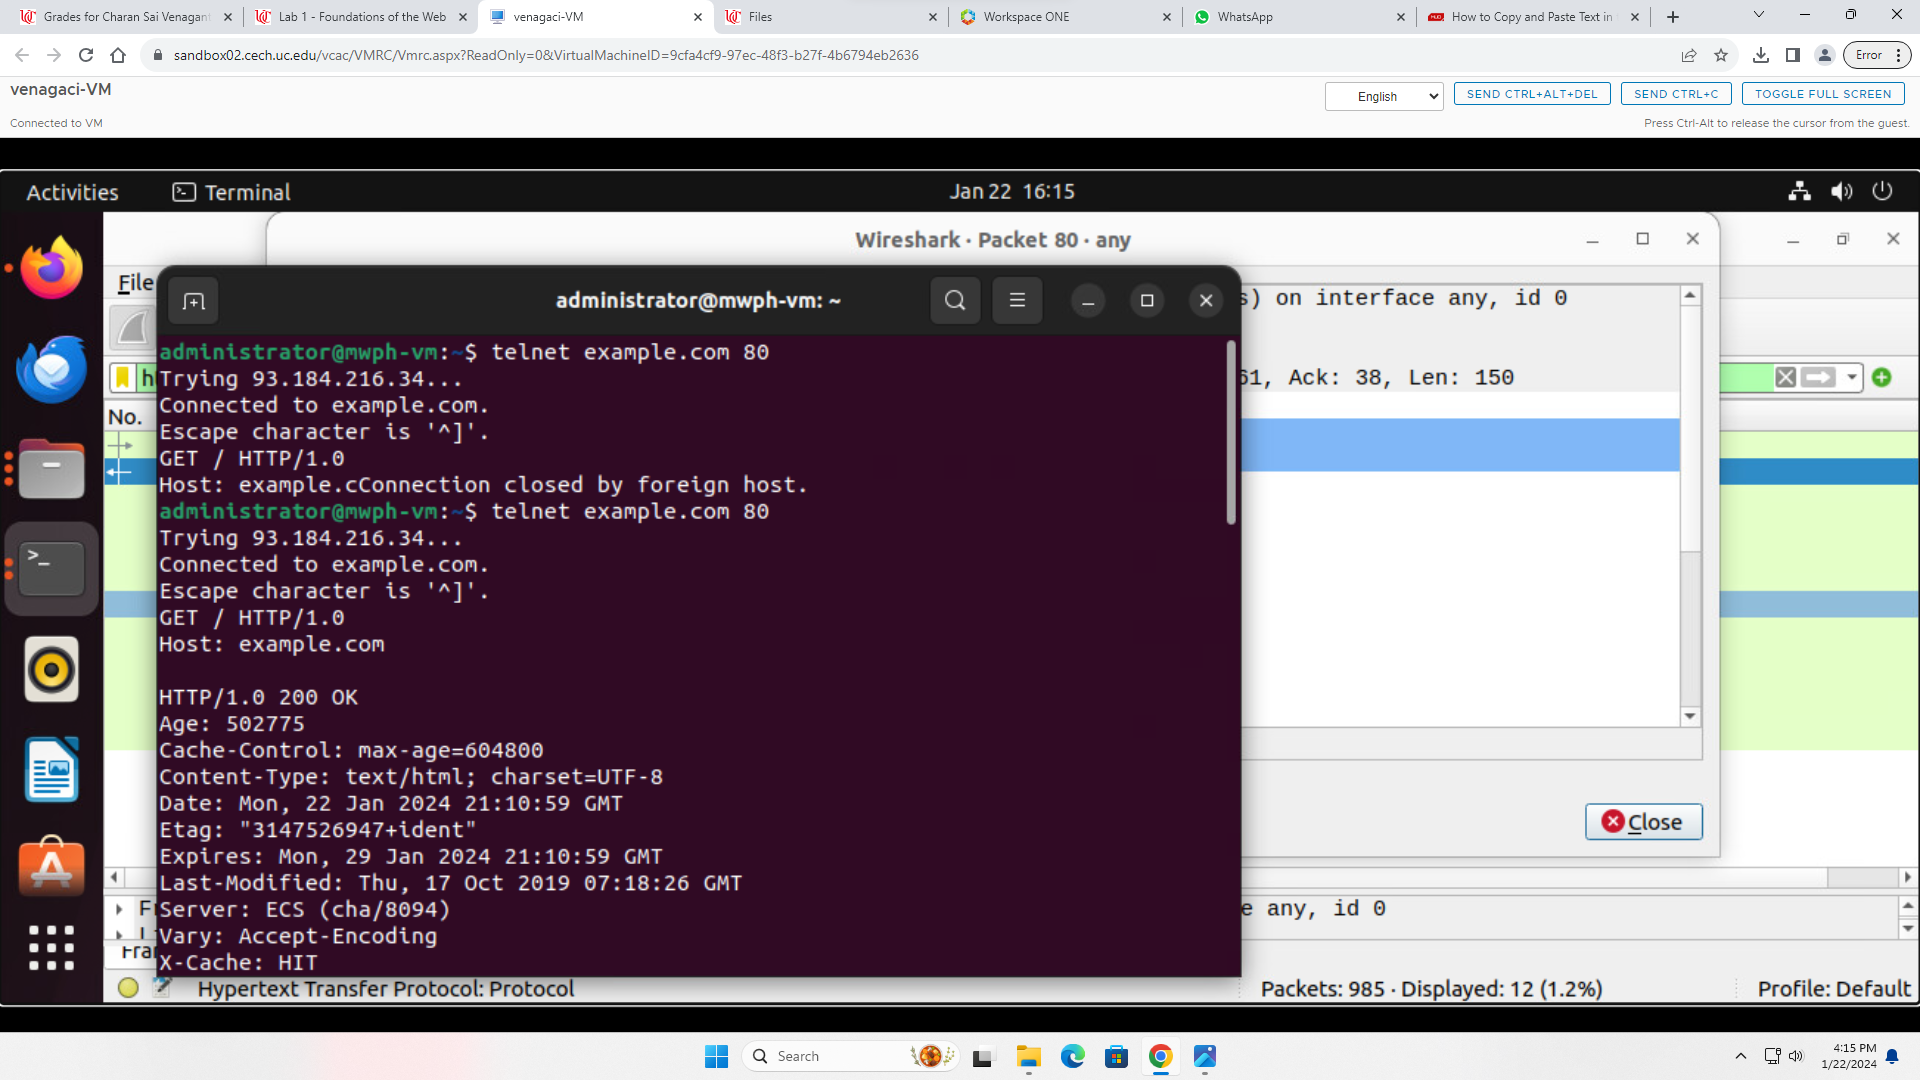 Grades for Charan Sai Venagant
Lab 1 - Foundations of the Web
venagaci-VM
Files
Workspace ONE
WhatsApp
How to Copy and Paste Text in
sandbox02.cech.uc.edu/vcac/VMRC/Vmrc.aspx?ReadOnly=0&VirtualMachineID=9cfa4cf9-97ec-48f3-b27f-4b6794eb2636
Error
venagaci-VM
English
SEND CTRL+ALT+DEL
SEND CTRL+C
TOGGLE FULL SCREEN
Connected to VM
Press Ctrl-Alt to release the cursor from the guest.
Activities
Terminal
Jan 22 16:15
Wireshark · Packet 80 · any
File
administrator@mwph-vm: ~
s) on interface any, id 0
61, Ack: 38, Len: 150
No.
administrator@mwph-vm:~$ telnet example.com 80
Trying 93.184.216.34...
Connected to example.com.
Escape character is '^]'.
GET / HTTP/1.0
Host: example.cConnection closed by foreign host.
administrator@mwph-vm:~$ telnet example.com 80
Trying 93.184.216.34...
Connected to example.com.
Escape character is '^]'.
GET / HTTP/1.0
Host: example.com
HTTP/1.0 200 OK
Age: 502775
Cache-Control: max-age=604800
Content-Type: text/html; charset=UTF-8
Date: Mon, 22 Jan 2024 21:10:59 GMT
Etag: "3147526947+ident"
Expires: Mon, 29 Jan 2024 21:10:59 GMT
Last-Modified: Thu, 17 Oct 2019 07:18:26 GMT
Server: ECS (cha/8094)
Vary: Accept-Encoding
X-Cache: HIT
Close
e any, id 0
Fra
Hypertext Transfer Protocol: Protocol
Packets: 985 · Displayed: 12 (1.2%)
Profile: Default
Search
4:15 PM
1/22/2024